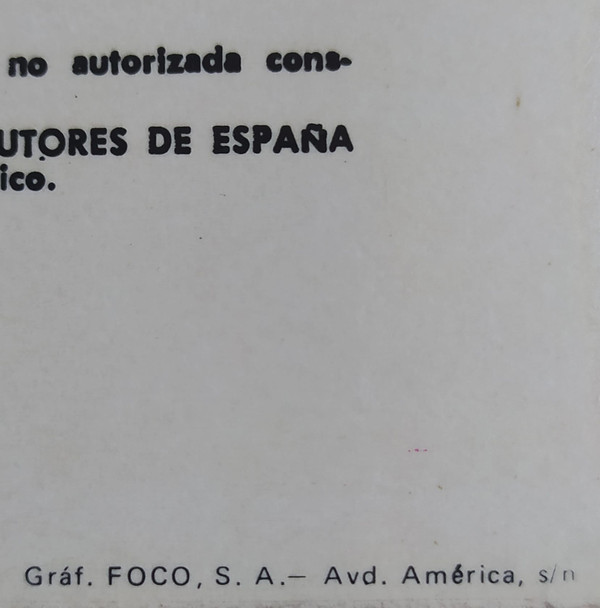 no autorizada cons-
UTORES DE ESPAÑA
ico.
Gráf. FOCO, S. A.— Avd. América, s/n